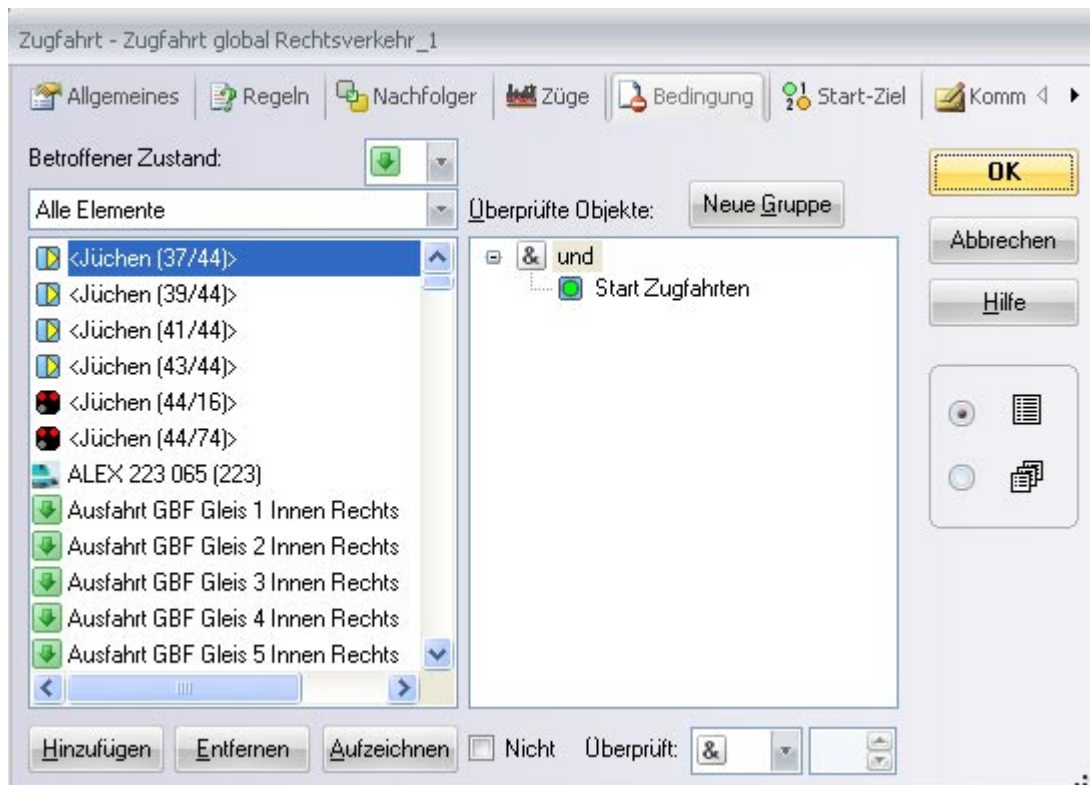 Zugfahrt - Zugfahrt global Rechtsverkehr_1
Allgemeines Regeln Nachfolger Züge Bedingung Start-Ziel Komm
Betroffener Zustand:
Alle Elemente
Überprüfte Objekte:
Neue Gruppe
OK
Abbrechen
Hilfe
<Jüchen (37/44)>
<Jüchen (39/44)>
<Jüchen (41/44)>
<Jüchen (43/44)>
<Jüchen (44/16)>
<Jüchen (44/74)>
ALEX 223 065 (223)
Ausfahrt GBF Gleis 1 Innen Rechts
Ausfahrt GBF Gleis 2 Innen Rechts
Ausfahrt GBF Gleis 3 Innen Rechts
Ausfahrt GBF Gleis 4 Innen Rechts
Ausfahrt GBF Gleis 5 Innen Rechts
& und
Start Zugfahrten
Hinzufügen Entfernen Aufzeichnen Nicht Überprüft: &